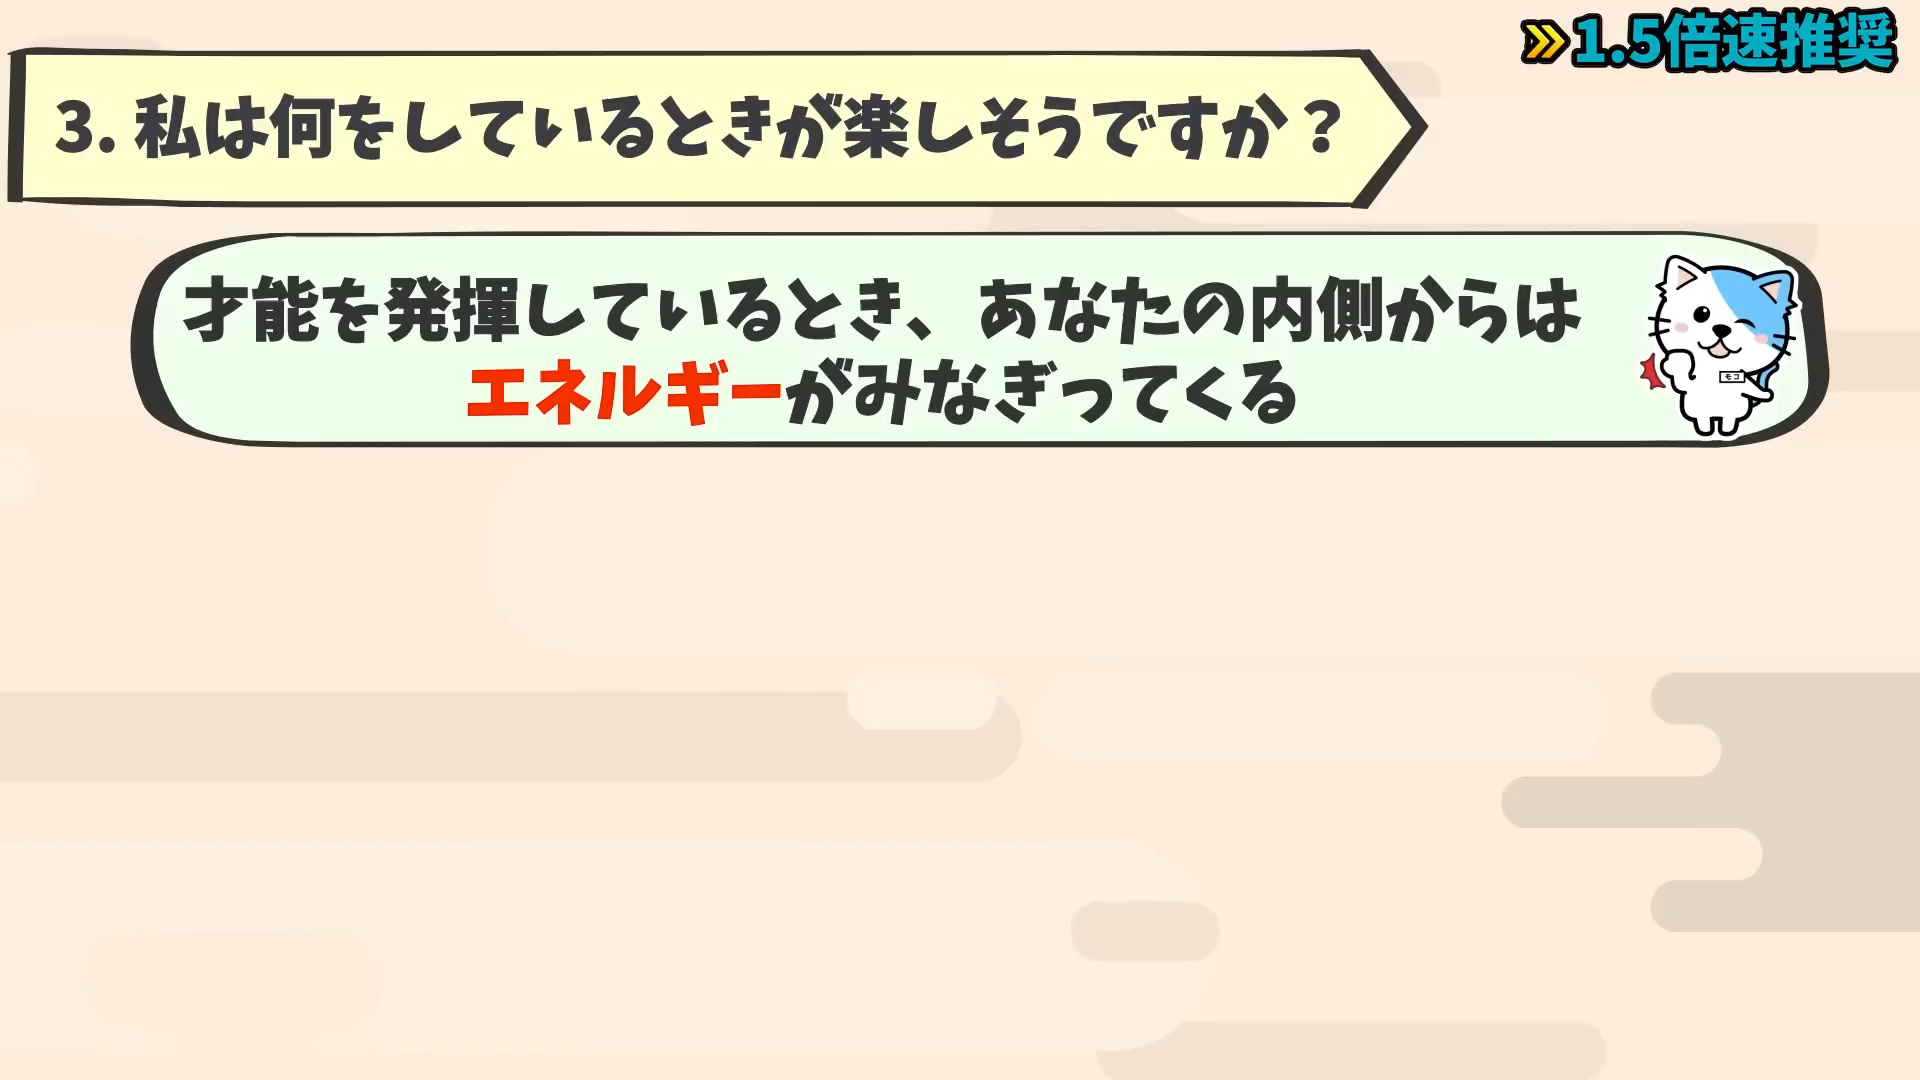 1.5倍速推奨
3. 私は何をしているときが楽しそうですか？
才能を発揮しているとき、あなたの内側からは
エネルギーがみなぎってくる
モコ